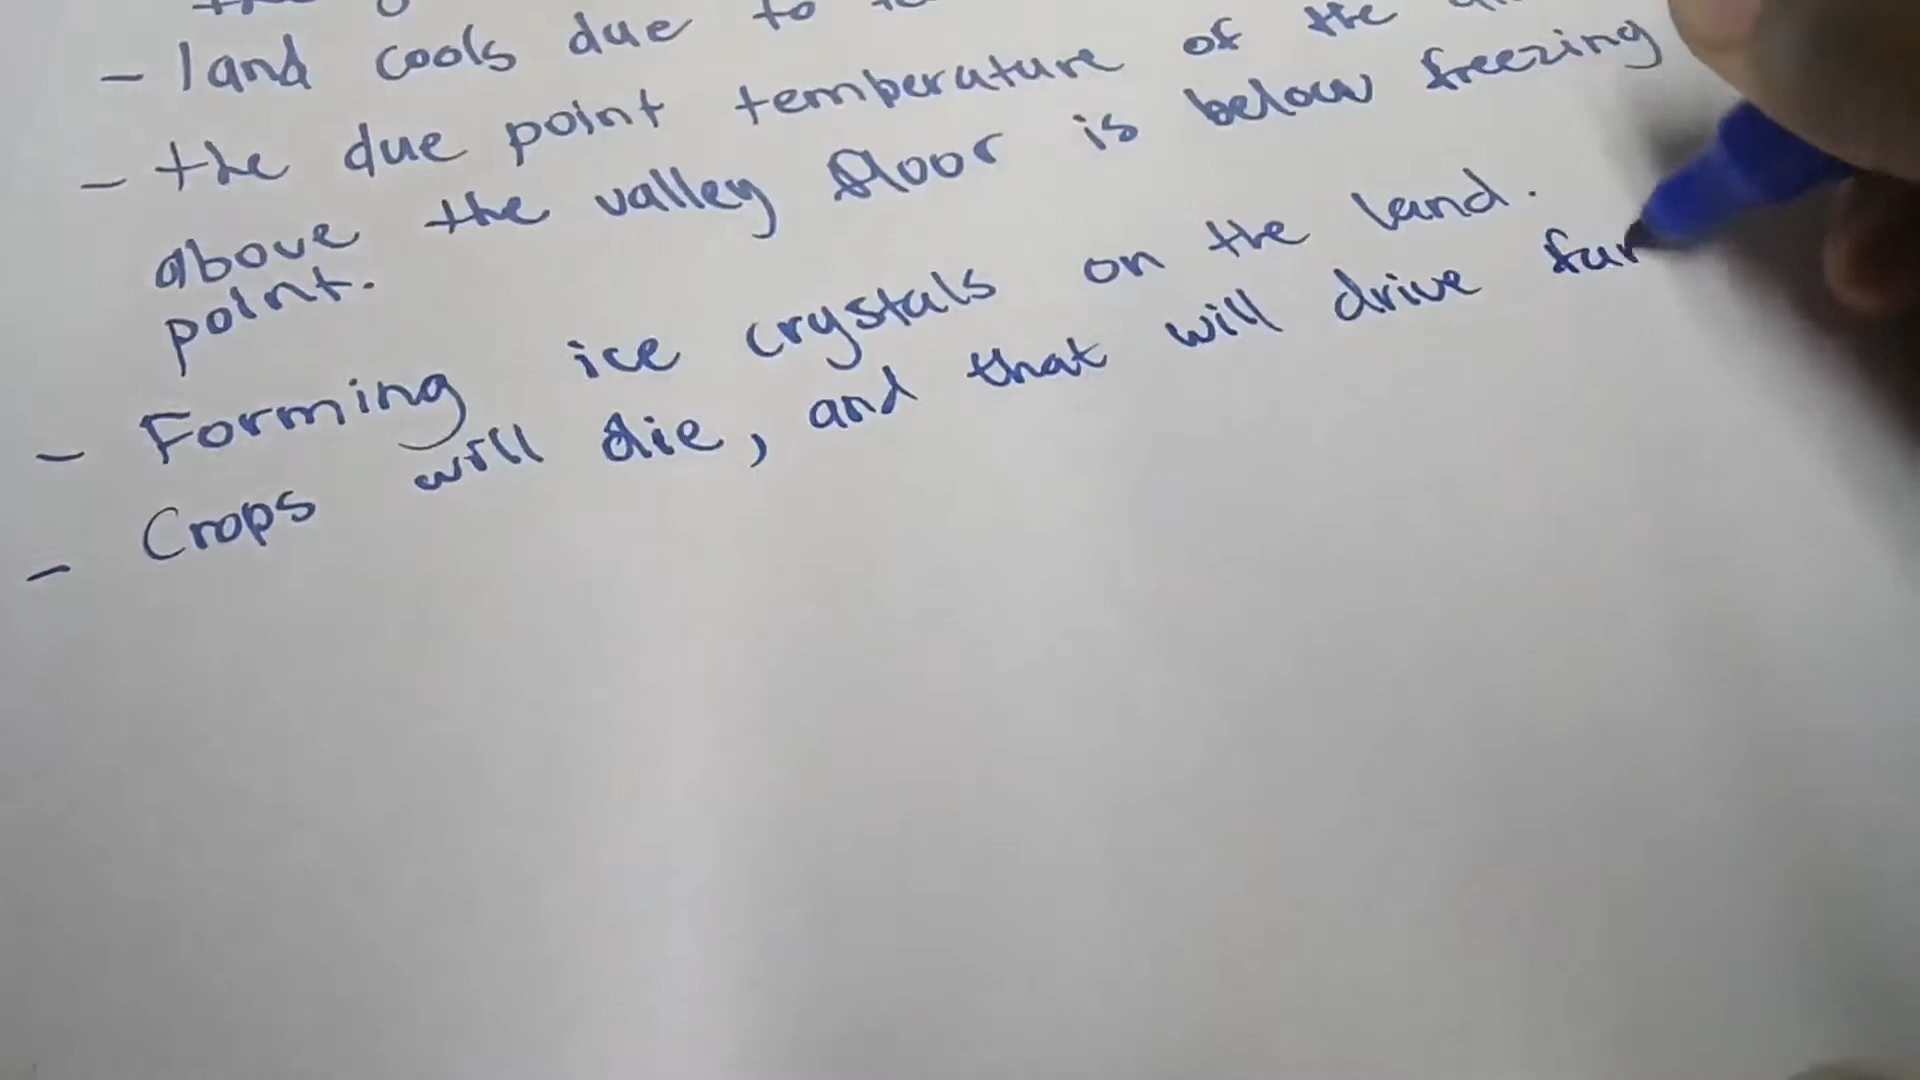 - land cools due to
- the due point temperature of the
above the valley floor is below freezing
point.
- Forming ice crystals on the land.
- Crops will die, and that will drive far